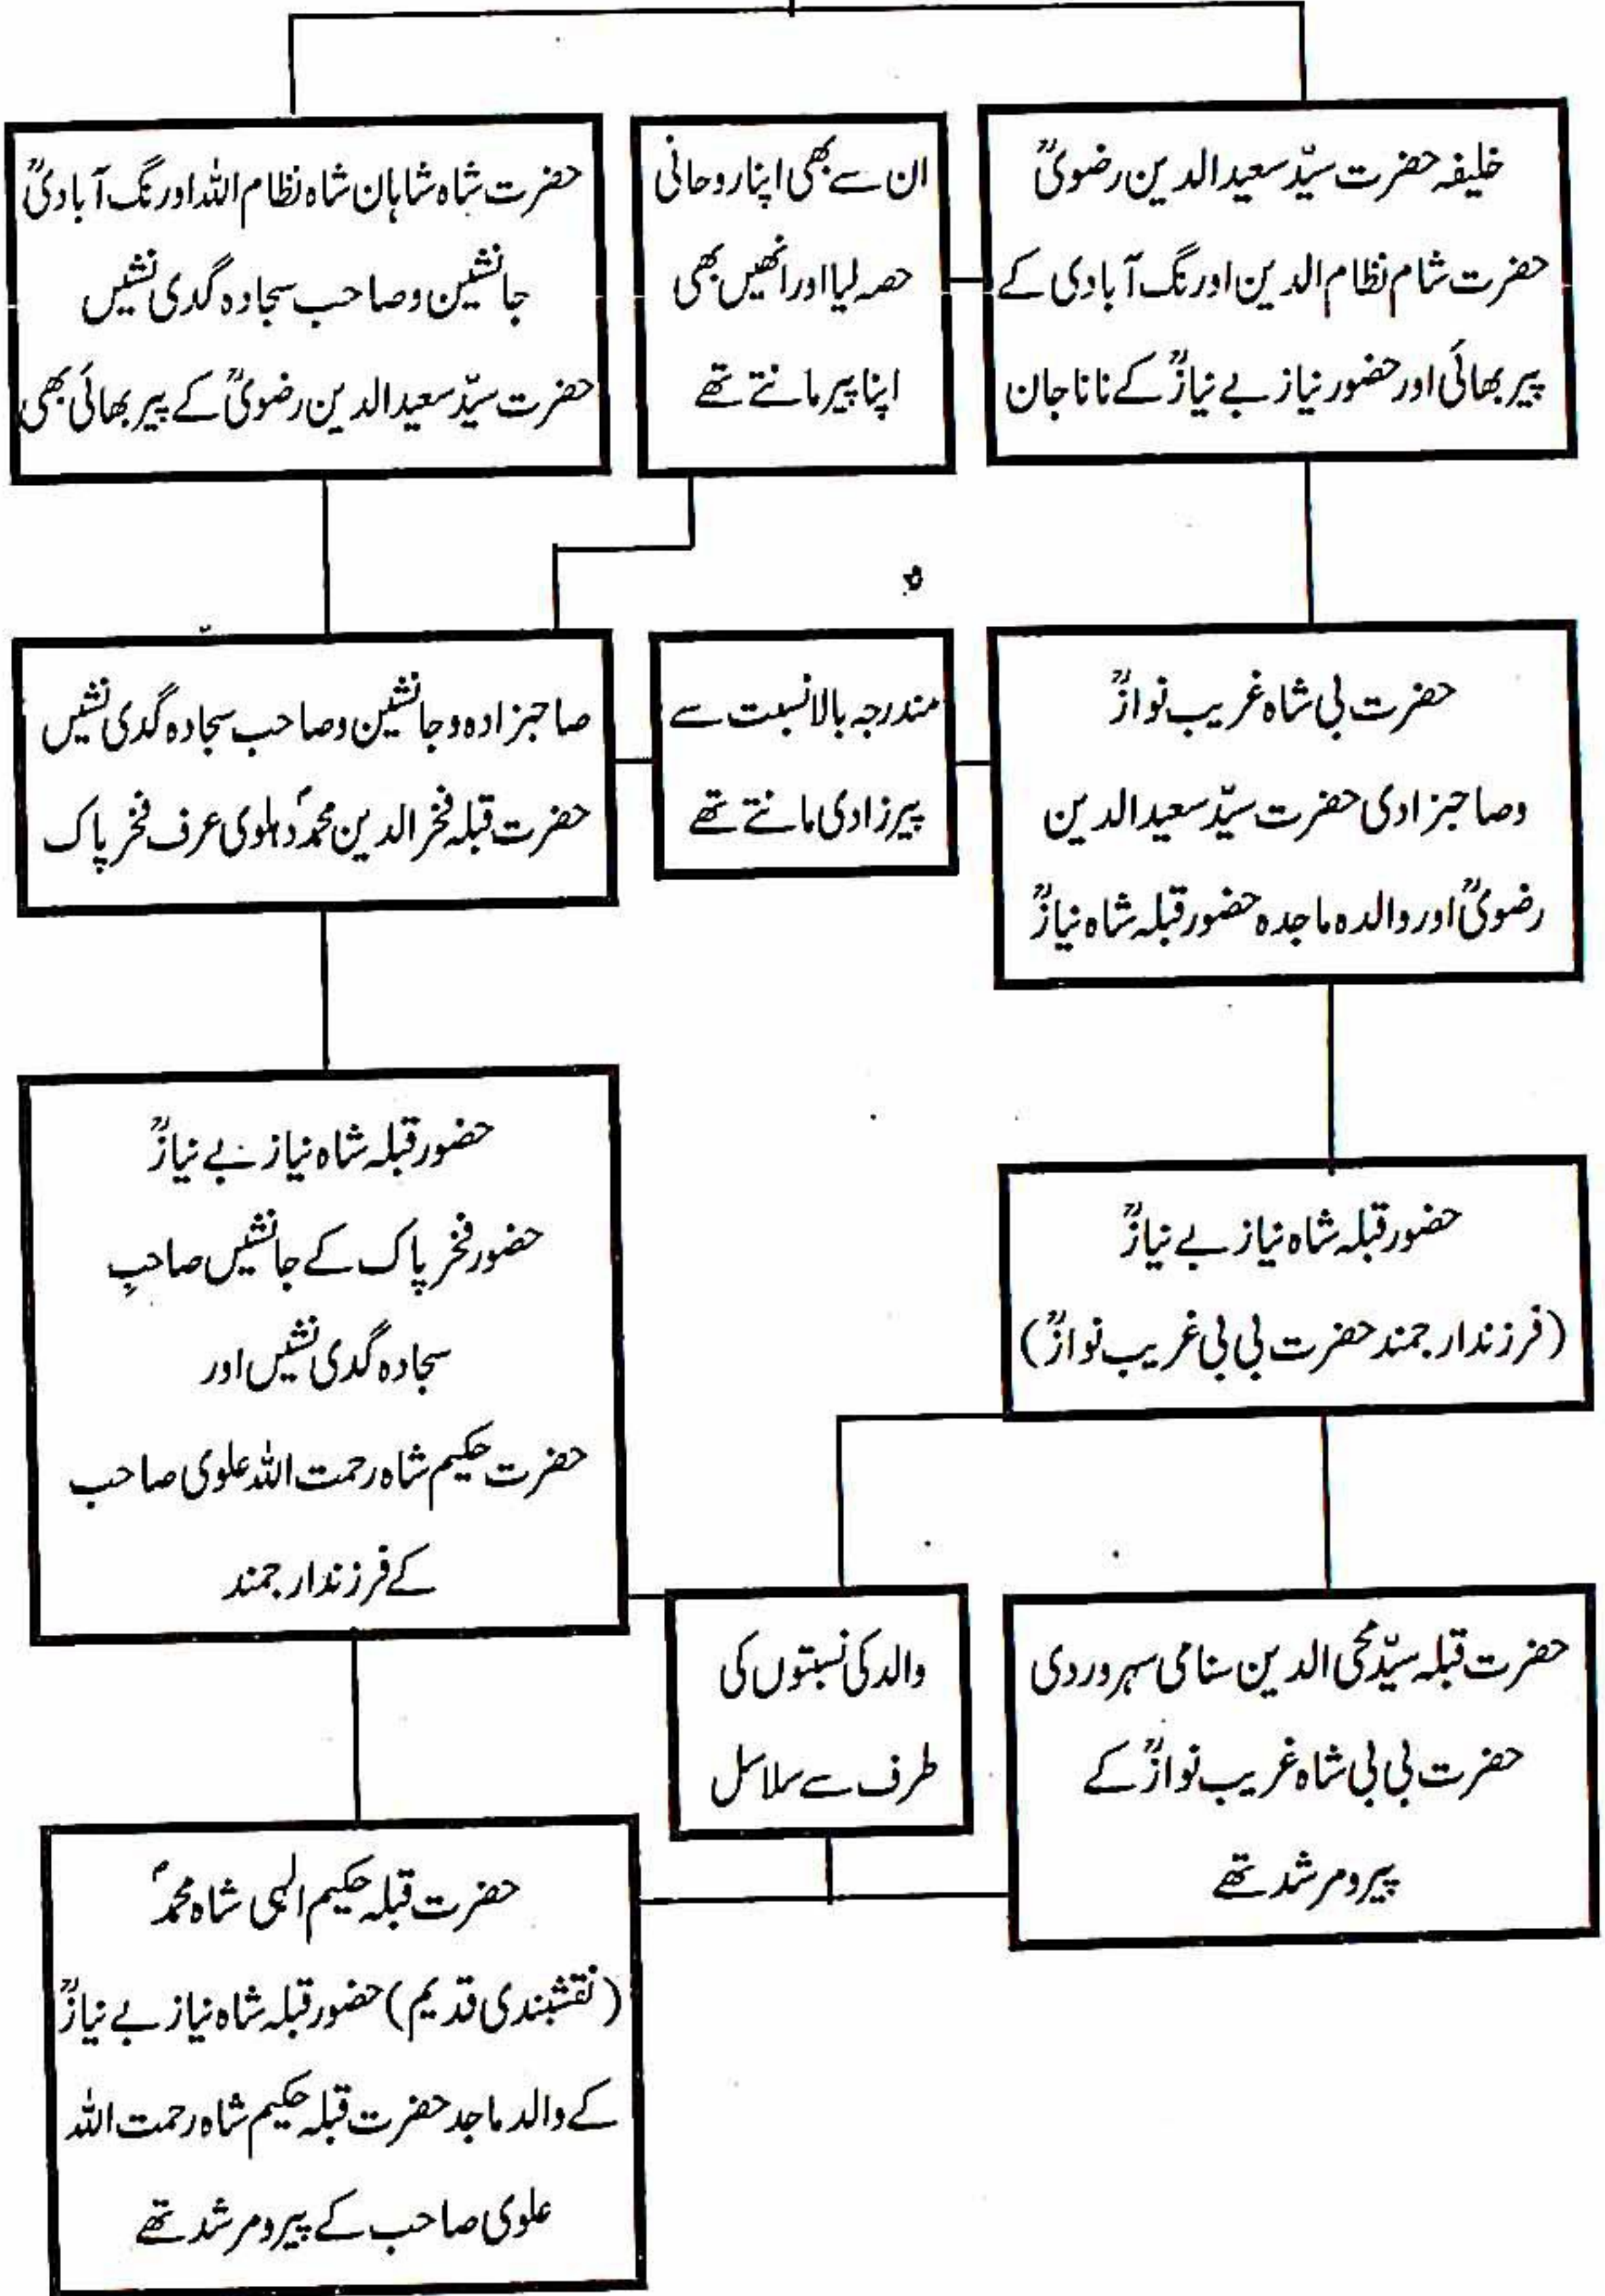 خلیفہ حضرت سیّد سعید الدین رضویؒ
حضرت شام نظام الدین اورنگ آبادی کے
پیر بھائی اور حضور نیاز بے نیازؒ کے نانا جان
ان سے بھی اپنا روحانی
حصہ لیا اور انھیں بھی
اپنا پیر مانتے تھے
حضرت شاہ شاہان شاہ نظام اللہ اورنگ آبادیؒ
جانشین و صاحب سجادہ گدی نشیں
حضرت سیّد سعید الدین رضویؒ کے پیر بھائی بھی
حضرت بی شاہ غریب نوازؒ
وصاحبزادی حضرت سیّد سعید الدین
رضویؒ اور والدہ ماجدہ حضور قبلہ شاہ نیازؒ
مندرجہ بالا نسبت سے
پیرزادی مانتے تھے
صاحبزادہ و جانشین و صاحب سجادہ گدی نشیں
حضرت قبلہ فخر الدین محمدؐ دہلوی عرف فخر پاک
حضور قبلہ شاہ نیاز بے نیازؒ
(فرزند ارجمند حضرت بی بی غریب نوازؒ)
حضور قبلہ شاہ نیاز بے نیازؒ
حضور فخر پاک کے جانشیں صاحبِ
سجادہ گدی نشیں اور
حضرت حکیم شاہ رحمت اللہ علوی صاحب
کے فرزند ارجمند
حضرت قبلہ سیّد محی الدین سنامی سہروردی
حضرت بی بی شاہ غریب نوازؒ کے
پیر و مرشد تھے
والد کی نسبتوں کی
طرف سے سلاسل
حضرت قبلہ حکیم الہی شاہ محمدؐ
(نقشبندی قدیم) حضور قبلہ شاہ نیاز بے نیازؒ
کے والد ماجد حضرت قبلہ حکیم شاہ رحمت اللہ
علوی صاحب کے پیر و مرشد تھے